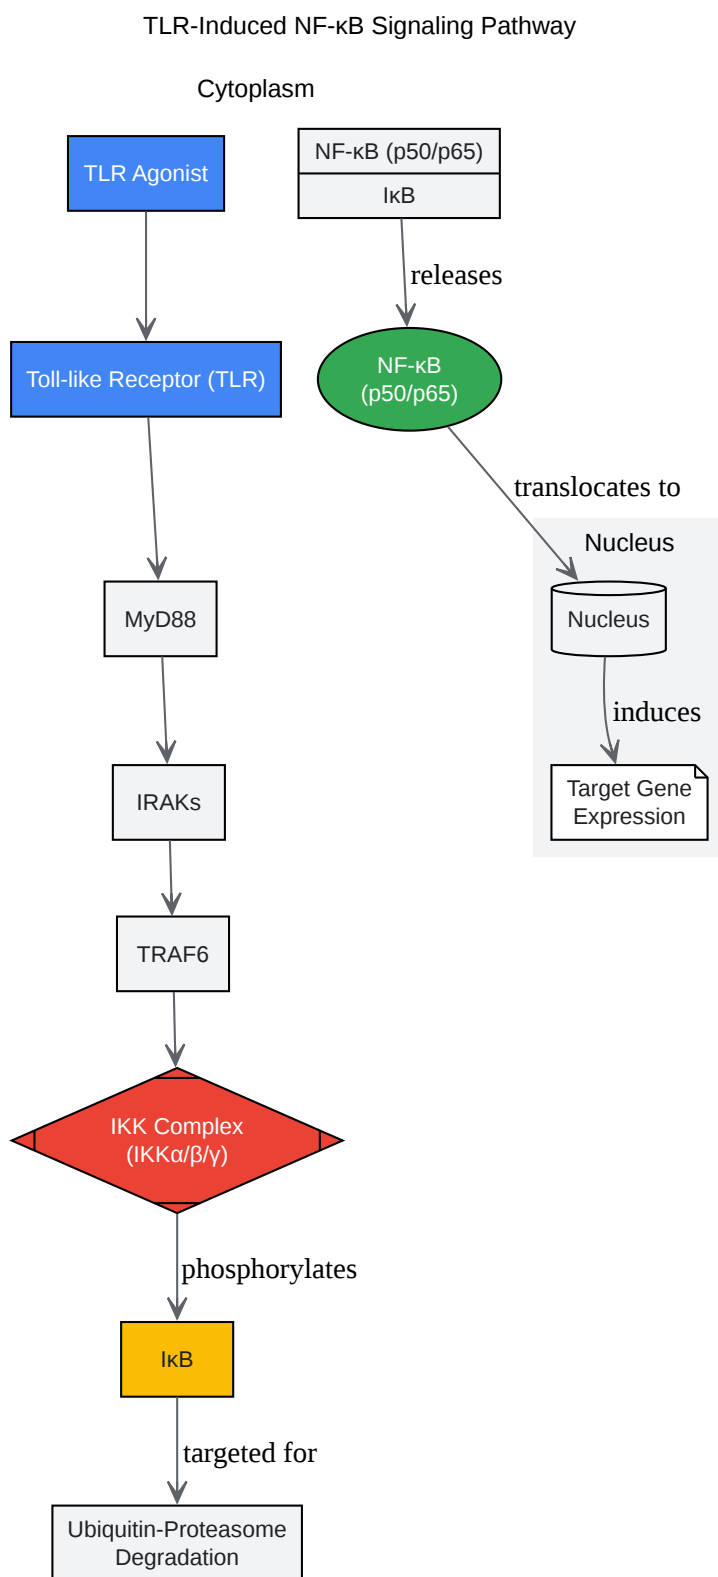 TLR-Induced NF-κB Signaling Pathway
Cytoplasm
TLR Agonist
NF-κB (p50/p65)
IκB
releases
Toll-like Receptor (TLR)
NF-κB
(p50/p65)
translocates to
Nucleus
MyD88
Nucleus
induces
IRAKs
Target Gene
Expression
TRAF6
IKK Complex
(IKKα/β/γ)
phosphorylates
IκB
targeted for
Ubiquitin-Proteasome
Degradation